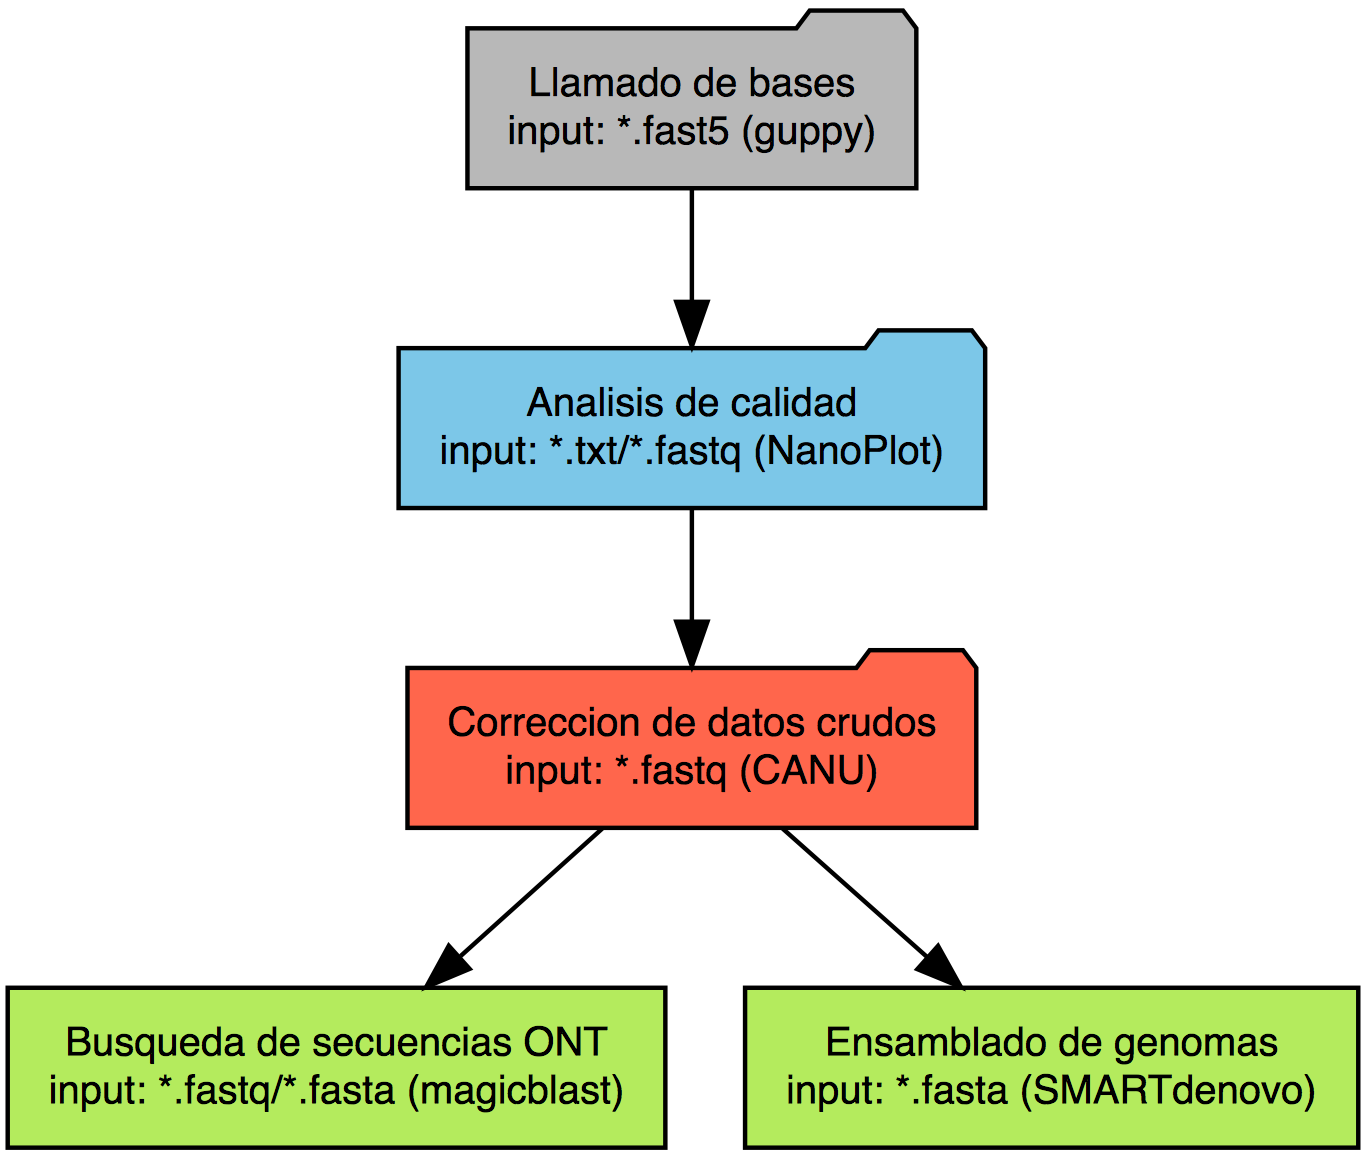 Llamado de bases
input: *.fast5 (guppy)
Analisis de calidad
input: *.txt/*.fastq (NanoPlot)
Correccion de datos crudos
input: *.fastq (CANU)
Busqueda de secuencias ONT
input: *.fastq/*.fasta (magicblast)
Ensamblado de genomas
input: *.fasta (SMARTdenovo)